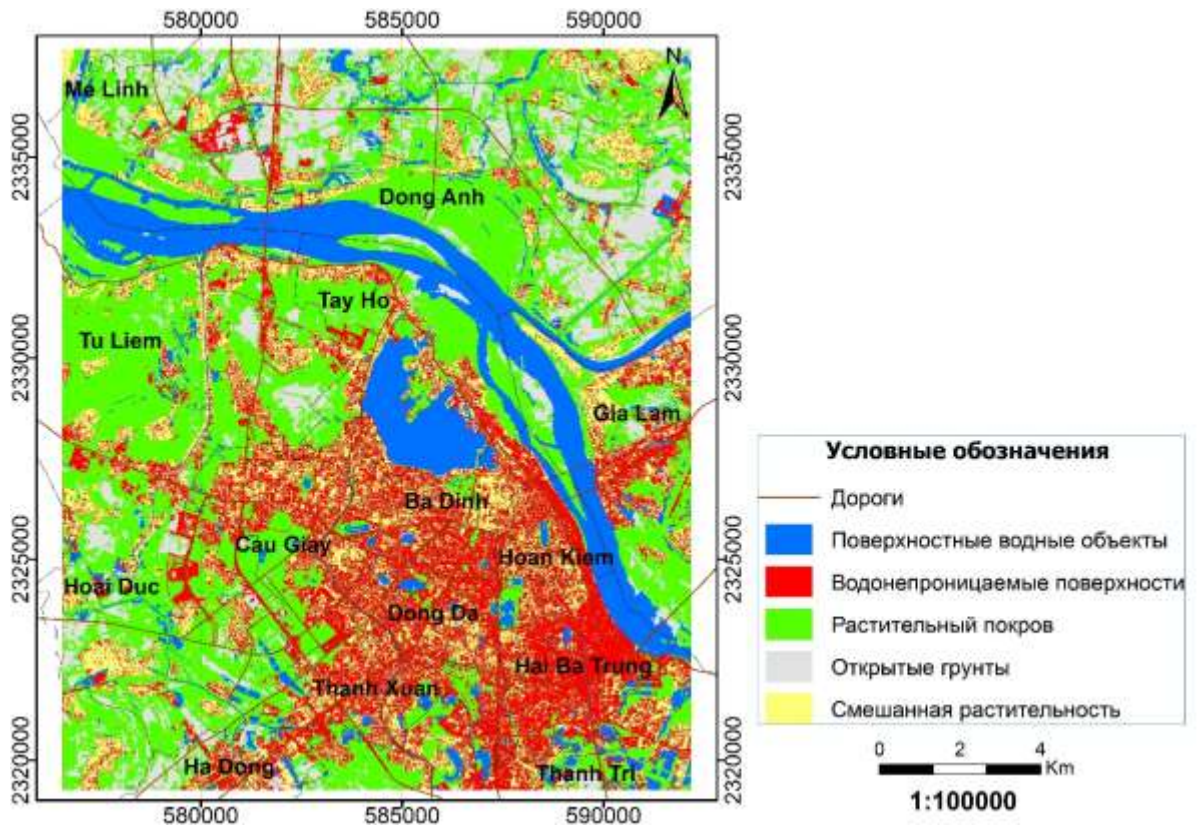 580000 585000 590000
N
Me Linh
2335000 2335000
Dong Anh
Tay Ho
Tu Liem
2330000 2330000
Gia Lam
Ba Dinh
Cau Giay
Hoan Kiem
2325000 2325000
Hoai Duc
Dong Da
Hai Ba Trung
Thanh Xuan
Ha Dong
Thanh Tri
2320000 2320000
580000 585000 590000
Условные обозначения
Дороги
Поверхностные водные объекты
Водонепроницаемые поверхности
Растительный покров
Открытые грунты
Смешанная растительность
0 2 4
Km
1:100000